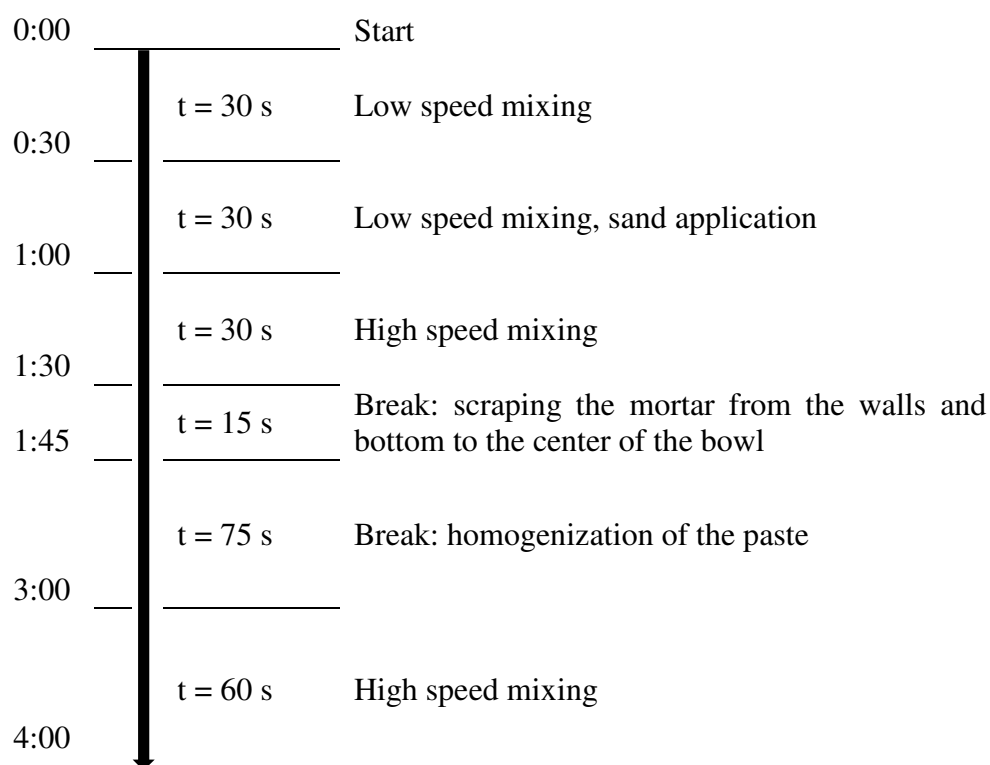 0:00 Start
t = 30 s Low speed mixing
0:30
t = 30 s Low speed mixing, sand application
1:00
t = 30 s High speed mixing
1:30
Break: scraping the mortar from the walls and
t = 15 s
1:45 bottom to the center of the bowl
t = 75 s Break: homogenization of the paste
3:00
t = 60 s High speed mixing
4:00